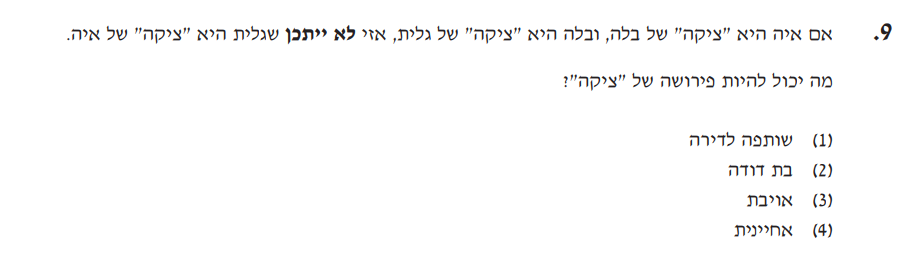 9. אם איה היא "ציקה" של בלה, ובלה היא "ציקה" של גלית, אזי לא ייתכן שגלית היא "ציקה" של איה.
מה יכול להיות פירושה של "ציקה"?
(1) שותפה לדירה
(2) בת דודה
(3) אויבת
(4) אחיינית